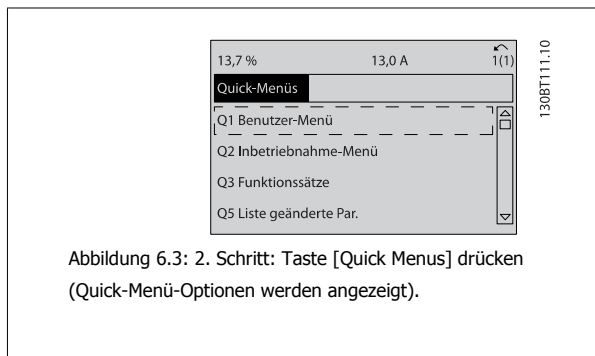 13,7 % 13,0 A 1(1)
Quick-Menüs
Q1 Benutzer-Menü
Q2 Inbetriebnahme-Menü
Q3 Funktionssätze
Q5 Liste geänderte Par.
130BT111.10
Abbildung 6.3: 2. Schritt: Taste [Quick Menus] drücken
(Quick-Menü-Optionen werden angezeigt).